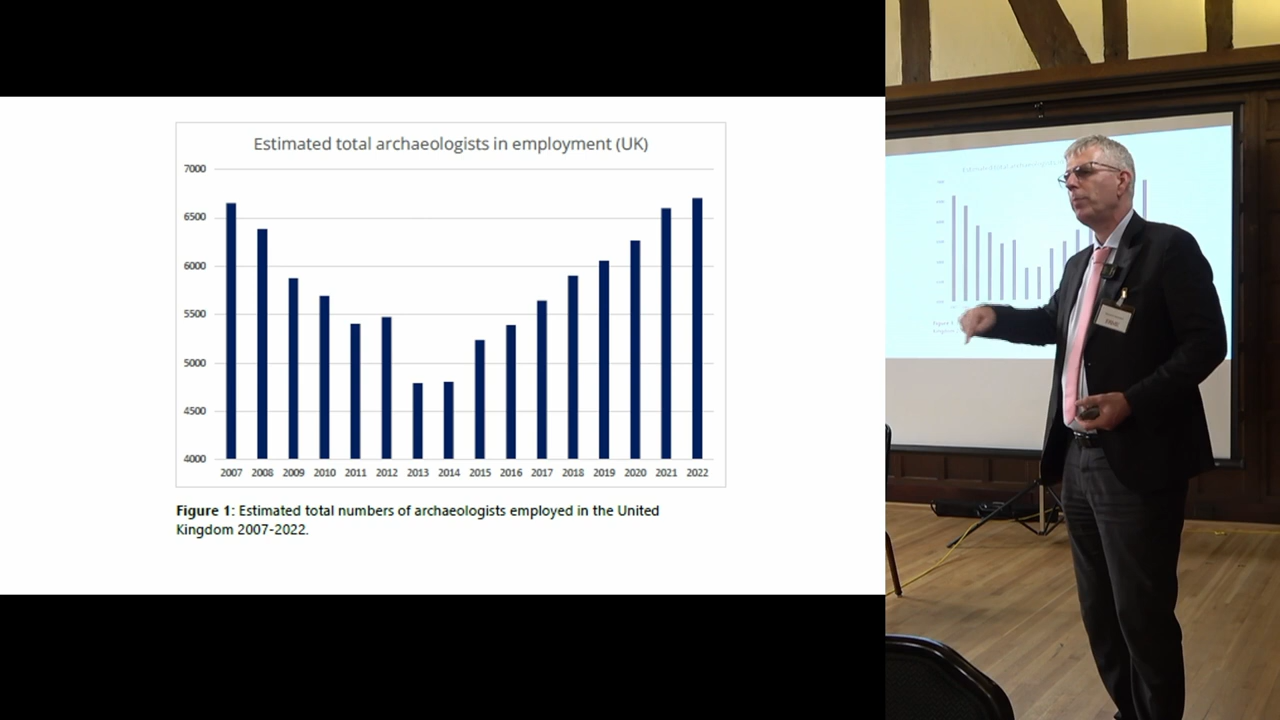 Estimated total archaeologists in employment (UK)
7000
6500
6000
5500
5000
4500
4000
2007 2008 2009 2010 2011 2012 2013 2014 2015 2016 2017 2018 2019 2020 2021 2022
Figure 1: Estimated total numbers of archaeologists employed in the United
Kingdom 2007-2022.